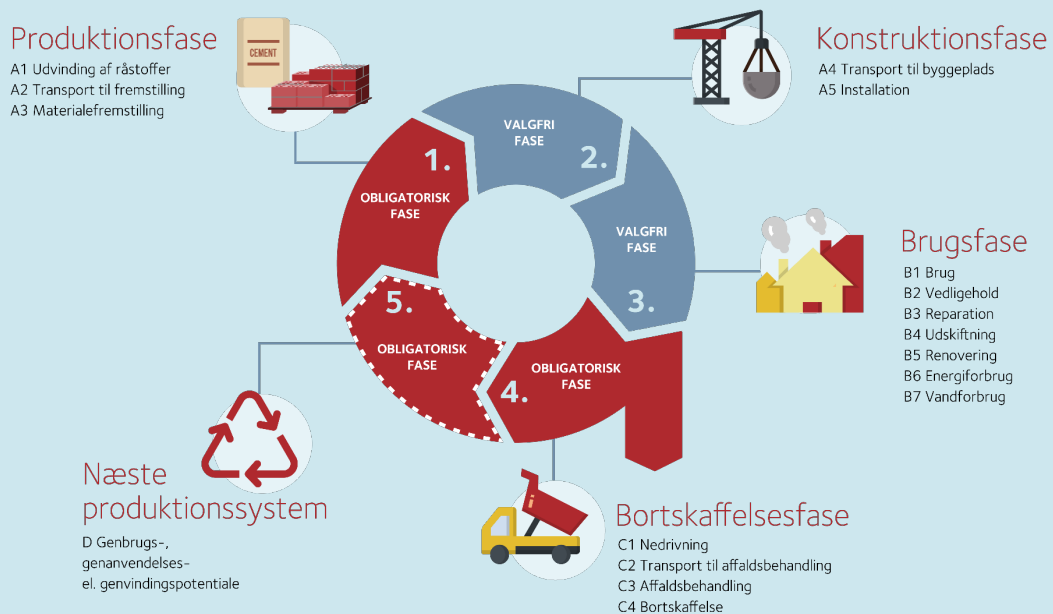 Produktionsfase
A1 Udvinding af råstoffer
A2 Transport til fremstilling
A3 Materialefremstilling
CEMENT
Konstruktionsfase
A4 Transport til byggeplads
A5 Installation
1.
OBLIGATORISK
FASE
VALGFRI
FASE
2.
VALGFRI
FASE
3.
Brugsfase
B1 Brug
B2 Vedligehold
B3 Reparation
B4 Udskiftning
B5 Renovering
B6 Energiforbrug
B7 Vandforbrug
OBLIGATORISK
FASE
4.
5.
OBLIGATORISK
FASE
Bortskaffelsesfase
C1 Nedrivning
C2 Transport til affaldsbehandling
C3 Affaldsbehandling
C4 Bortskaffelse
Næste
produktionssystem
D Genbrugs-,
genanvendelses-
el. genvindingspotentiale